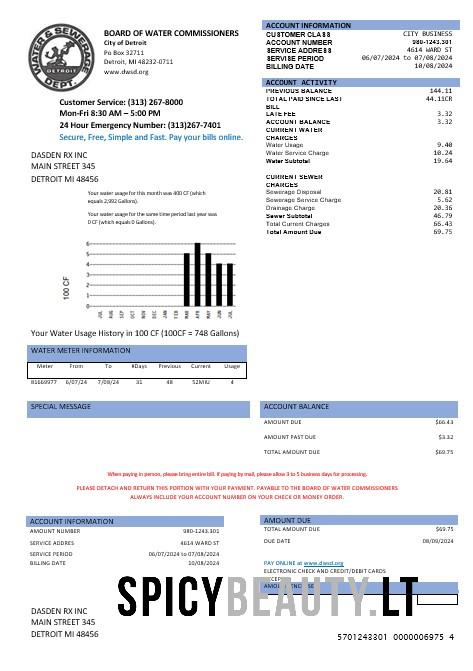 WATER & SEWERAGE DEPT.
DETROIT
BOARD OF WATER COMMISSIONERS
City of Detroit
Po Box 32711
Detroit, MI 48232-0711
www.dwsd.org
Customer Service: (313) 267-8000
Mon-Fri 8:30 AM – 5:00 PM
24 Hour Emergency Number: (313)267-7401
Secure, Free, Simple and Fast. Pay your bills online.
DASDEN RX INC
MAIN STREET 345
DETROIT MI 48456
ACCOUNT INFORMATION
CUSTOMER CLASS CITY BUSINESS
ACCOUNT NUMBER 980-1243.301
SERVICE ADDRESS 4614 WARD ST
SERVISE PERIOD 06/07/2024 to 07/08/2024
BILLING DATE 10/08/2024
ACCOUNT ACTIVITY
PREVIOUS BALANCE 144.11
TOTAL PAID SINCE LAST BILL 44.11CR
LATE FEE 3.32
ACCOUNT BALANCE 3.32
CURRENT WATER
CHARGES
Water Usage 9.40
Water Service Charge 10.24
Water Subtotal 19.64
CURRENT SEWER
CHARGES
Sewerage Disposal 20.81
Sewerage Service Charge 5.62
Drainage Charge 20.36
Sewer Subtotal 46.79
Total Current Charges 66.43
Total Amount Due 69.75
Your water usage for this month was 400 CF (which
equals 2,992 Gallons).
Your water usage for the same time period last year was
0 CF (which equals 0 Gallons).
100 CF
6
5
4
3
2
1
0
JUL AUG SEP OCT NOV DEC JAN FEB MAR APR MAY JUN JUL
Your Water Usage History in 100 CF (100CF = 748 Gallons)
WATER METER INFORMATION
Meter From To #Days Previous Current Usage
81669977 6/07/24 7/08/24 31 48 52MIU 4
SPECIAL MESSAGE
ACCOUNT BALANCE
AMOUNT DUE $66.43
AMOUNT PAST DUE $3.32
TOTAL AMOUNT DUE $69.75
When paying in person, please bring entire bill. If paying by mail, please allow 3 to 5 business days for processing.
PLEASE DETACH AND RETURN THIS PORTION WITH YOUR PAYMENT. PAYABLE TO THE BOARD OF WATER COMMISSIONERS
ALWAYS INCLUDE YOUR ACCOUNT NUMBER ON YOUR CHECK OR MONEY ORDER.
ACCOUNT INFORMATION
AMOUNT NUMBER 980-1243.301
SERVICE ADDRES 4614 WARD ST
SERVICE PERIOD 06/07/2024 to 07/08/2024
BILLING DATE 10/08/2024
AMOUNT DUE
TOTAL AMOUNT DUE $69.75
DUE DATE 08/09/2024
PAY ONLINE at www.dwsd.org
ELECTRONIC CHECK AND CREDIT/DEBIT CARDS
SPICYBEAUTY.LT
DASDEN RX INC
MAIN STREET 345
DETROIT MI 48456
5701243301 0000006975 4